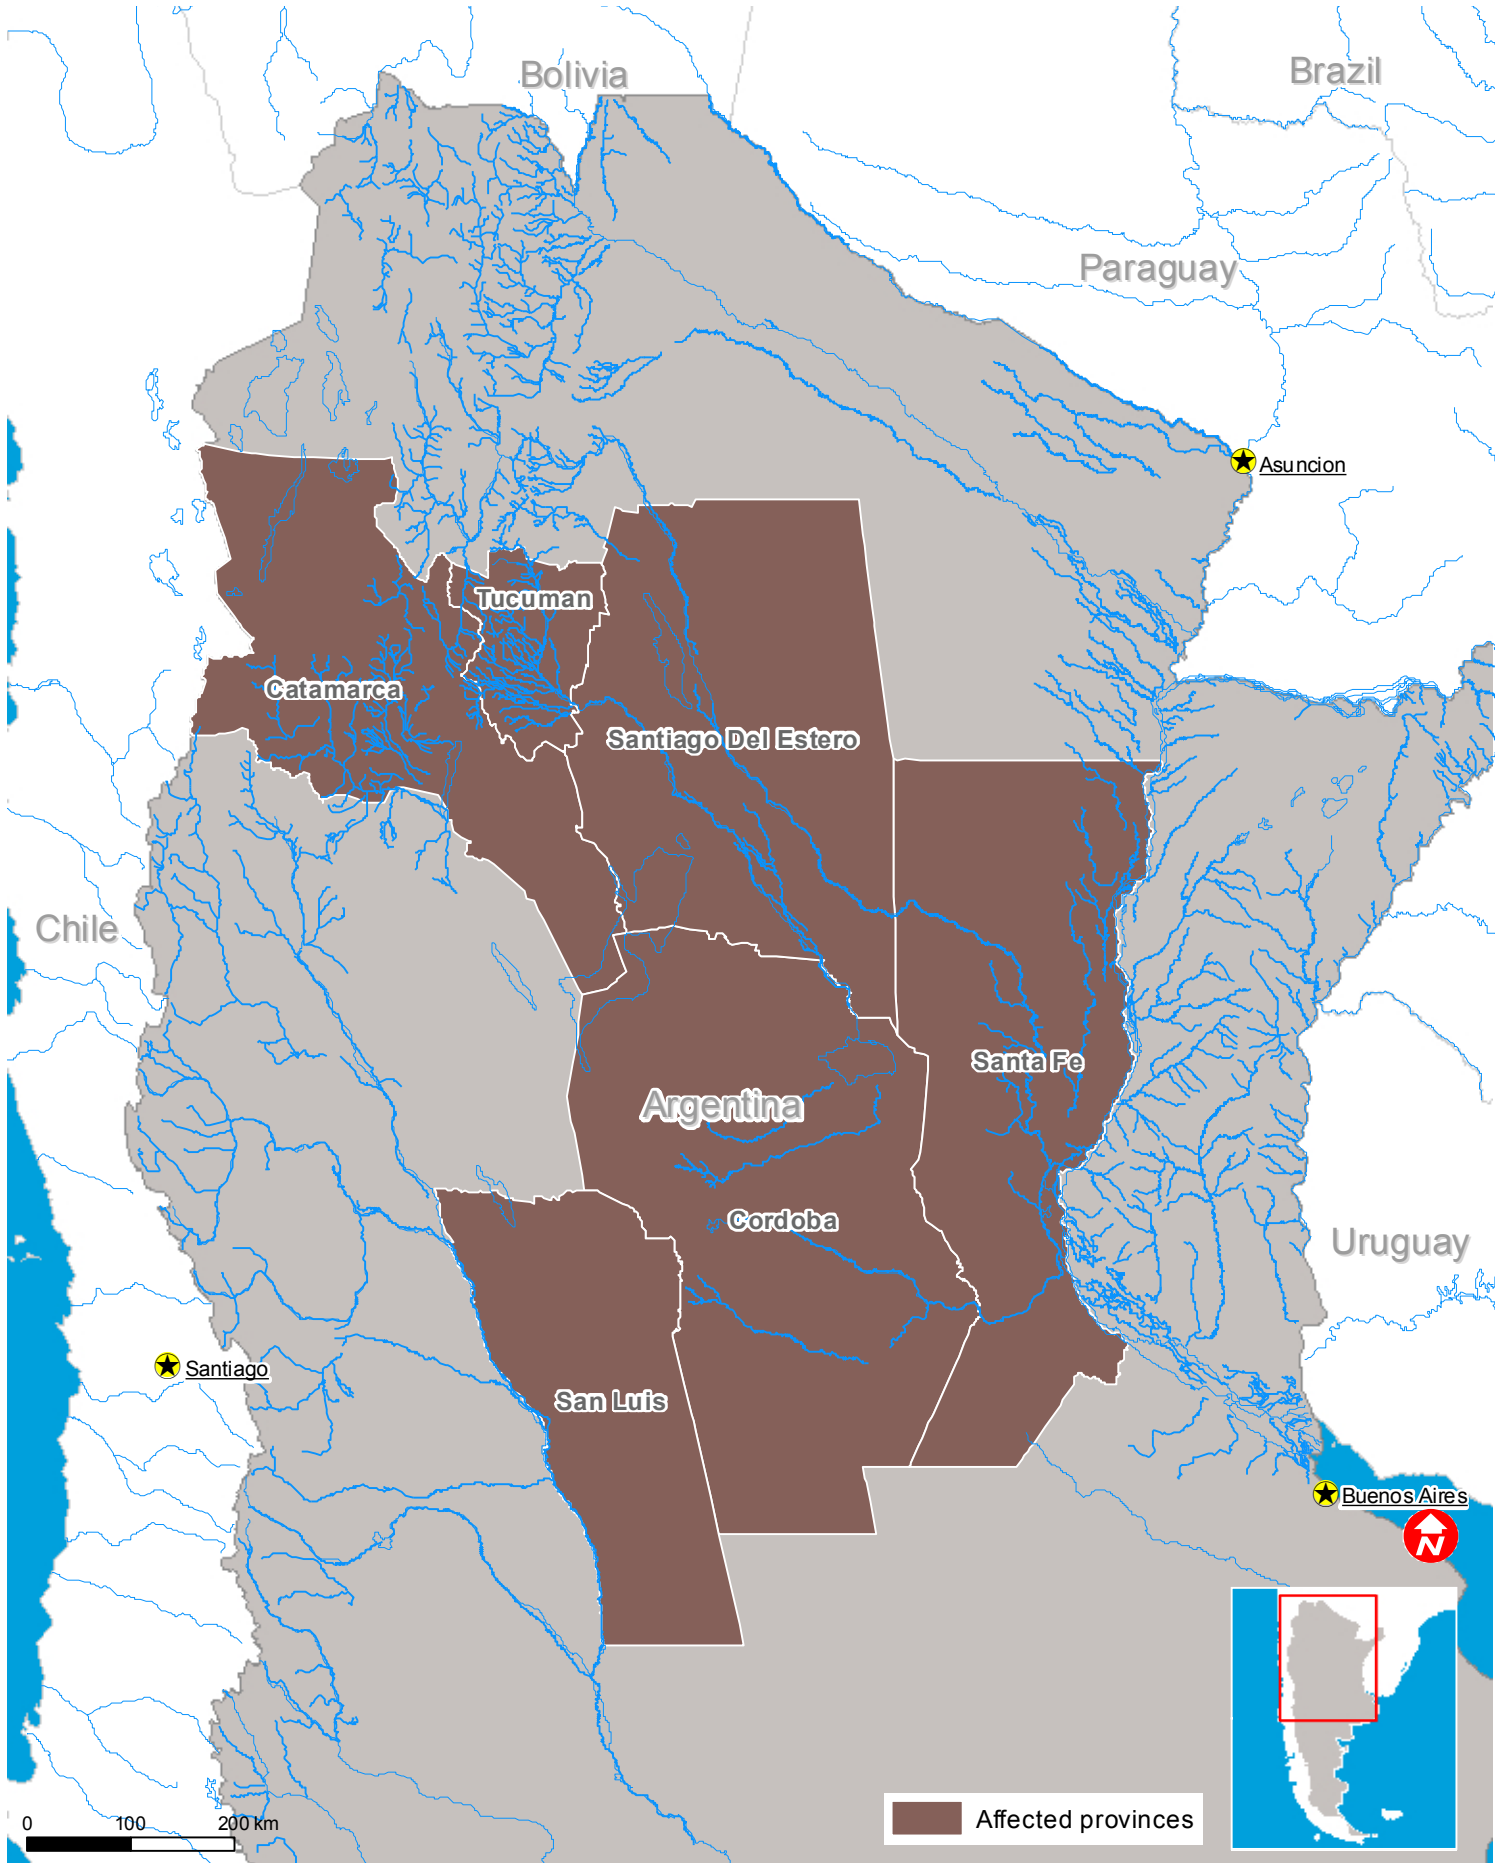 Bolivia
Brazil
Paraguay
Asuncion
Tucuman
Catamarca
Santiago Del Estero
Chile
Santa Fe
Argentina
Cordoba
Uruguay
Santiago
San Luis
Buenos Aires
N
0 100 200 km
Affected provinces